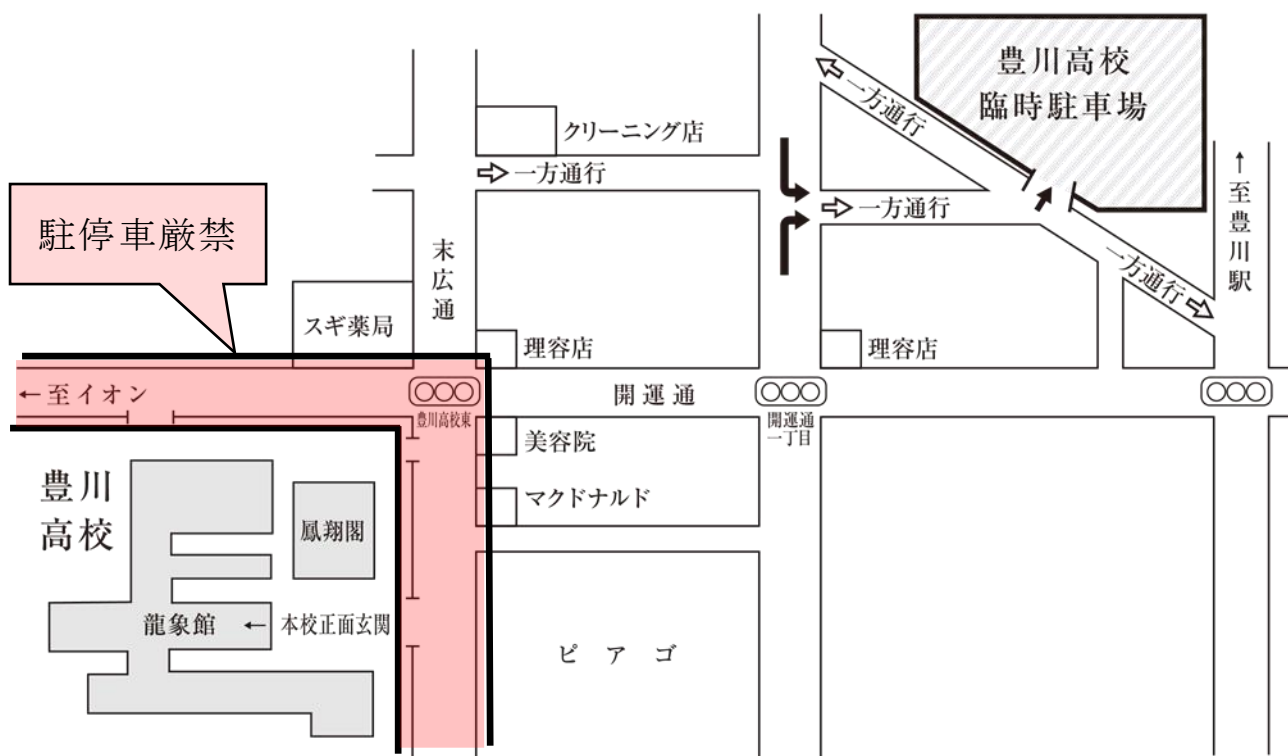 豊川高校
臨時駐車場
一方通行
クリーニング店
一方通行
一方通行
駐停車厳禁
末広通
↑至豊川駅
一方通行
スギ薬局
理容店
理容店
←至イオン
開運通
豊川高校東
開運通
一丁目
美容院
マクドナルド
豊川
高校
鳳翔閣
龍象館
← 本校正面玄関
ピアゴ